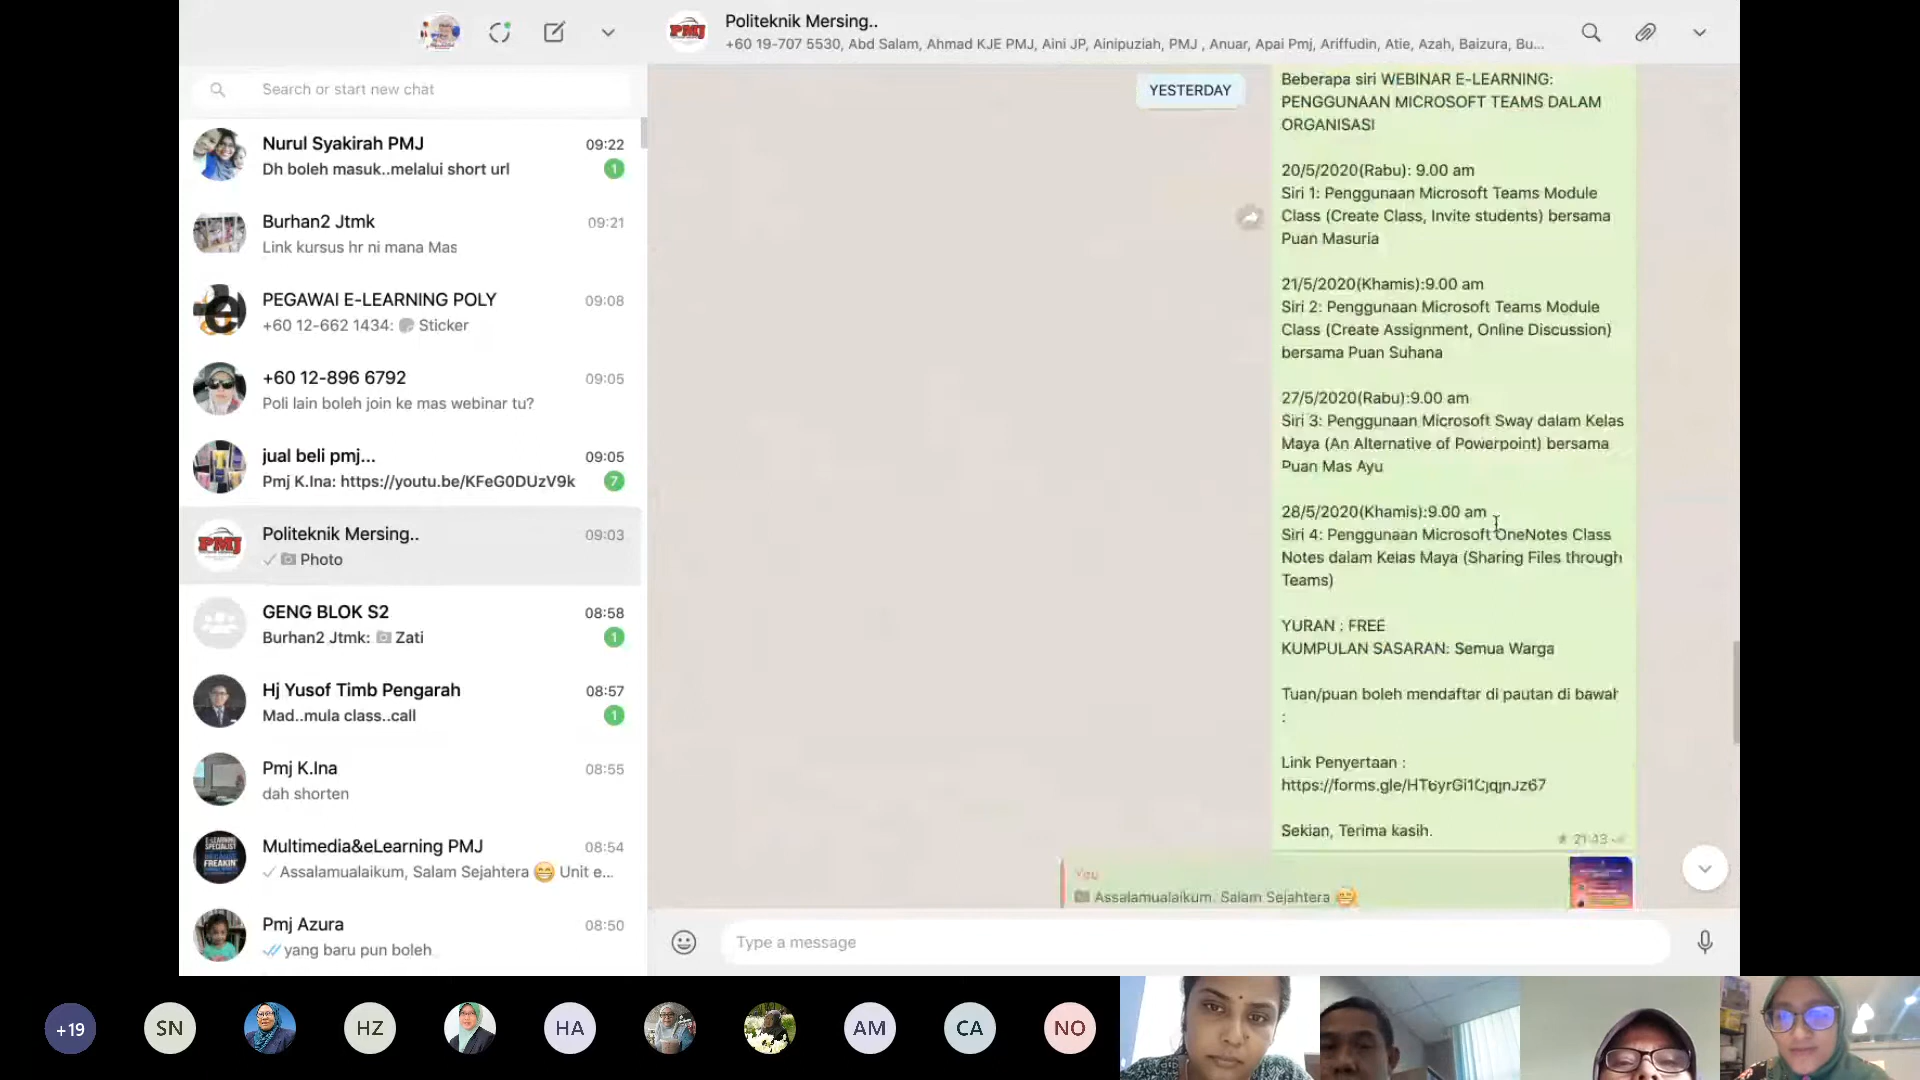 Politeknik Mersing..
+60 19-707 5530, Abd Salam, Ahmad KJE PMJ, Aini JP, Ainipuziah, PMJ , Anuar, Apai Pmj, Ariffudin, Atie, Azah, Baizura, Bu...
Search or start new chat
Nurul Syakirah PMJ
09:22
Dh boleh masuk..melalui short url
1
Burhan2 Jtmk
09:21
Link kursus hr ni mana Mas
PEGAWAI E-LEARNING POLY
09:08
+60 12-662 1434: Sticker
+60 12-896 6792
09:05
Poli lain boleh join ke mas webinar tu?
jual beli pmj...
09:05
Pmj K.Ina: https://youtu.be/KFeG0DUzV9k
7
PMJ
Politeknik Mersing..
09:03
Photo
GENG BLOK S2
08:58
Burhan2 Jtmk: Zati
1
Hj Yusof Timb Pengarah
08:57
Mad..mula class..call
1
Pmj K.Ina
08:55
dah shorten
Multimedia&eLearning PMJ
08:54
Assalamualaikum, Salam Sejahtera 😁 Unit e...
Pmj Azura
08:50
yang baru pun boleh
YESTERDAY
Beberapa siri WEBINAR E-LEARNING:
PENGGUNAAN MICROSOFT TEAMS DALAM
ORGANISASI
20/5/2020(Rabu): 9.00 am
Siri 1: Penggunaan Microsoft Teams Module
Class (Create Class, Invite students) bersama
Puan Masuria
21/5/2020(Khamis):9.00 am
Siri 2: Penggunaan Microsoft Teams Module
Class (Create Assignment, Online Discussion)
bersama Puan Suhana
27/5/2020(Rabu):9.00 am
Siri 3: Penggunaan Microsoft Sway dalam Kelas
Maya (An Alternative of Powerpoint) bersama
Puan Mas Ayu
28/5/2020(Khamis):9.00 am
Siri 4: Penggunaan Microsoft OneNotes Class
Notes dalam Kelas Maya (Sharing Files through
Teams)
YURAN : FREE
KUMPULAN SASARAN: Semua Warga
Tuan/puan boleh mendaftar di pautan di bawah
:
Link Penyertaan :
Sekian, Terima kasih.
21:43
You
Assalamualaikum, Salam Sejahtera 😁
Type a message
+19
SN
HZ
HA
AM
CA
NO